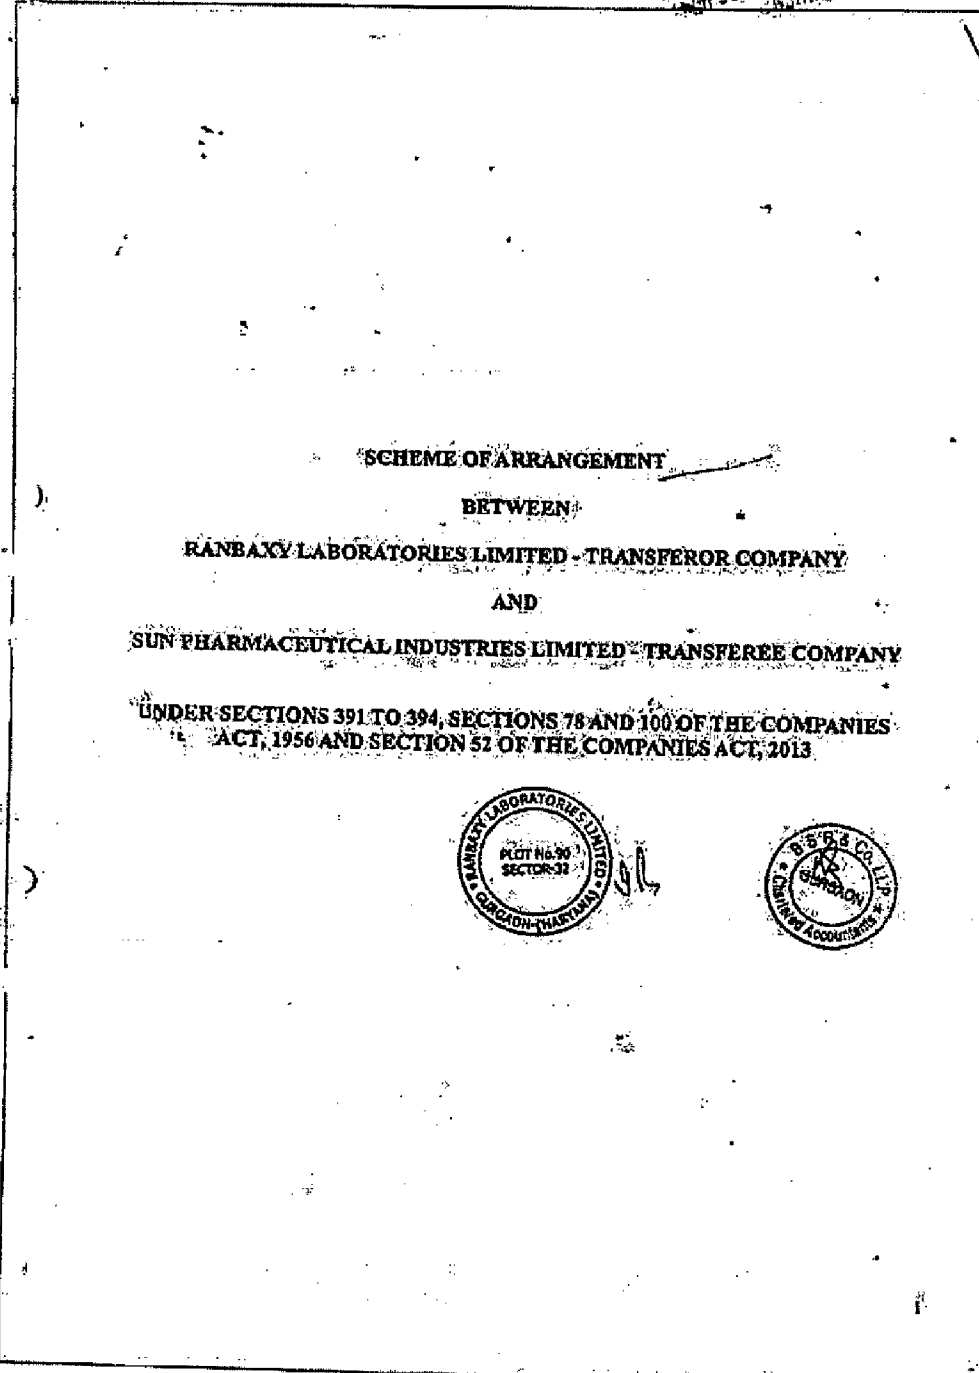 SCHEME OF ARRANGEMENT
BETWEEN
RANBAXY LABORATORIES LIMITED - TRANSFEROR COMPANY
AND
SUN PHARMACEUTICAL INDUSTRIES LIMITED - TRANSFEREE COMPANY
UNDER SECTIONS 391 TO 394, SECTIONS 78 AND 100 OF THE COMPANIES
ACT, 1956 AND SECTION 52 OF THE COMPANIES ACT, 2013
RANBAXY LABORATORIES LIMITED
PLOT No.90
SECTOR-32
GURGAON-(HARYANA)
B S R & Co. LLP
GURGAON
Chartered Accountants
1